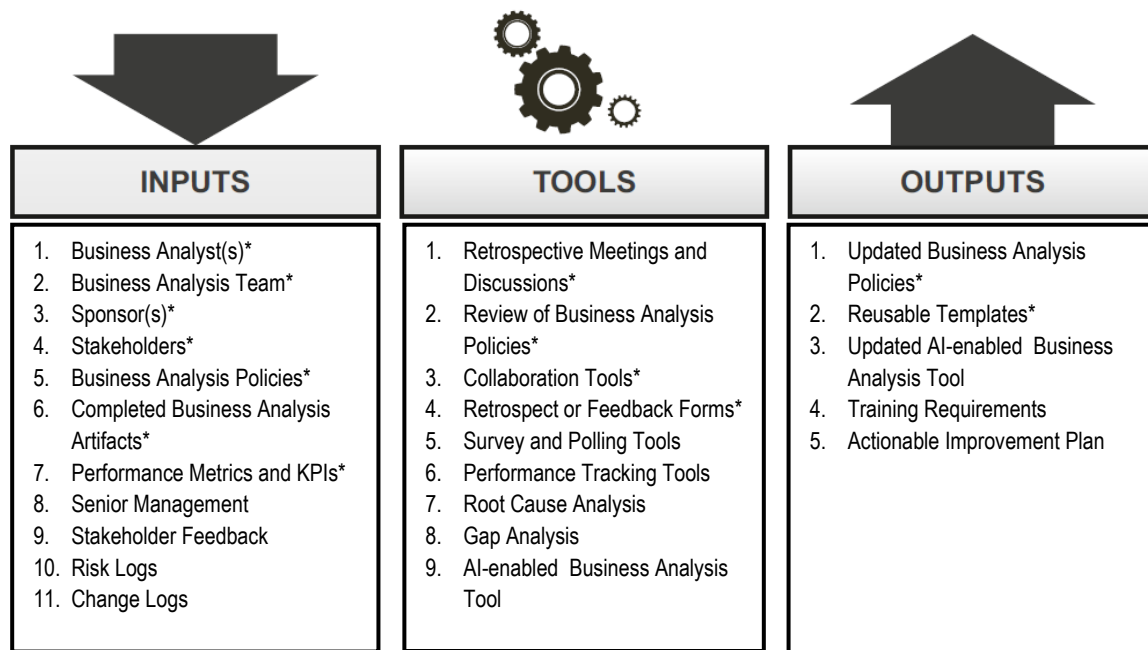 INPUTS
1. Business Analyst(s)*
2. Business Analysis Team*
3. Sponsor(s)*
4. Stakeholders*
5. Business Analysis Policies*
6. Completed Business Analysis
Artifacts*
7. Performance Metrics and KPIs*
8. Senior Management
9. Stakeholder Feedback
10. Risk Logs
11. Change Logs
TOOLS
1. Retrospective Meetings and
Discussions*
2. Review of Business Analysis
Policies*
3. Collaboration Tools*
4. Retrospect or Feedback Forms*
5. Survey and Polling Tools
6. Performance Tracking Tools
7. Root Cause Analysis
8. Gap Analysis
9. AI-enabled Business Analysis
Tool
OUTPUTS
1. Updated Business Analysis
Policies*
2. Reusable Templates*
3. Updated AI-enabled Business
Analysis Tool
4. Training Requirements
5. Actionable Improvement Plan